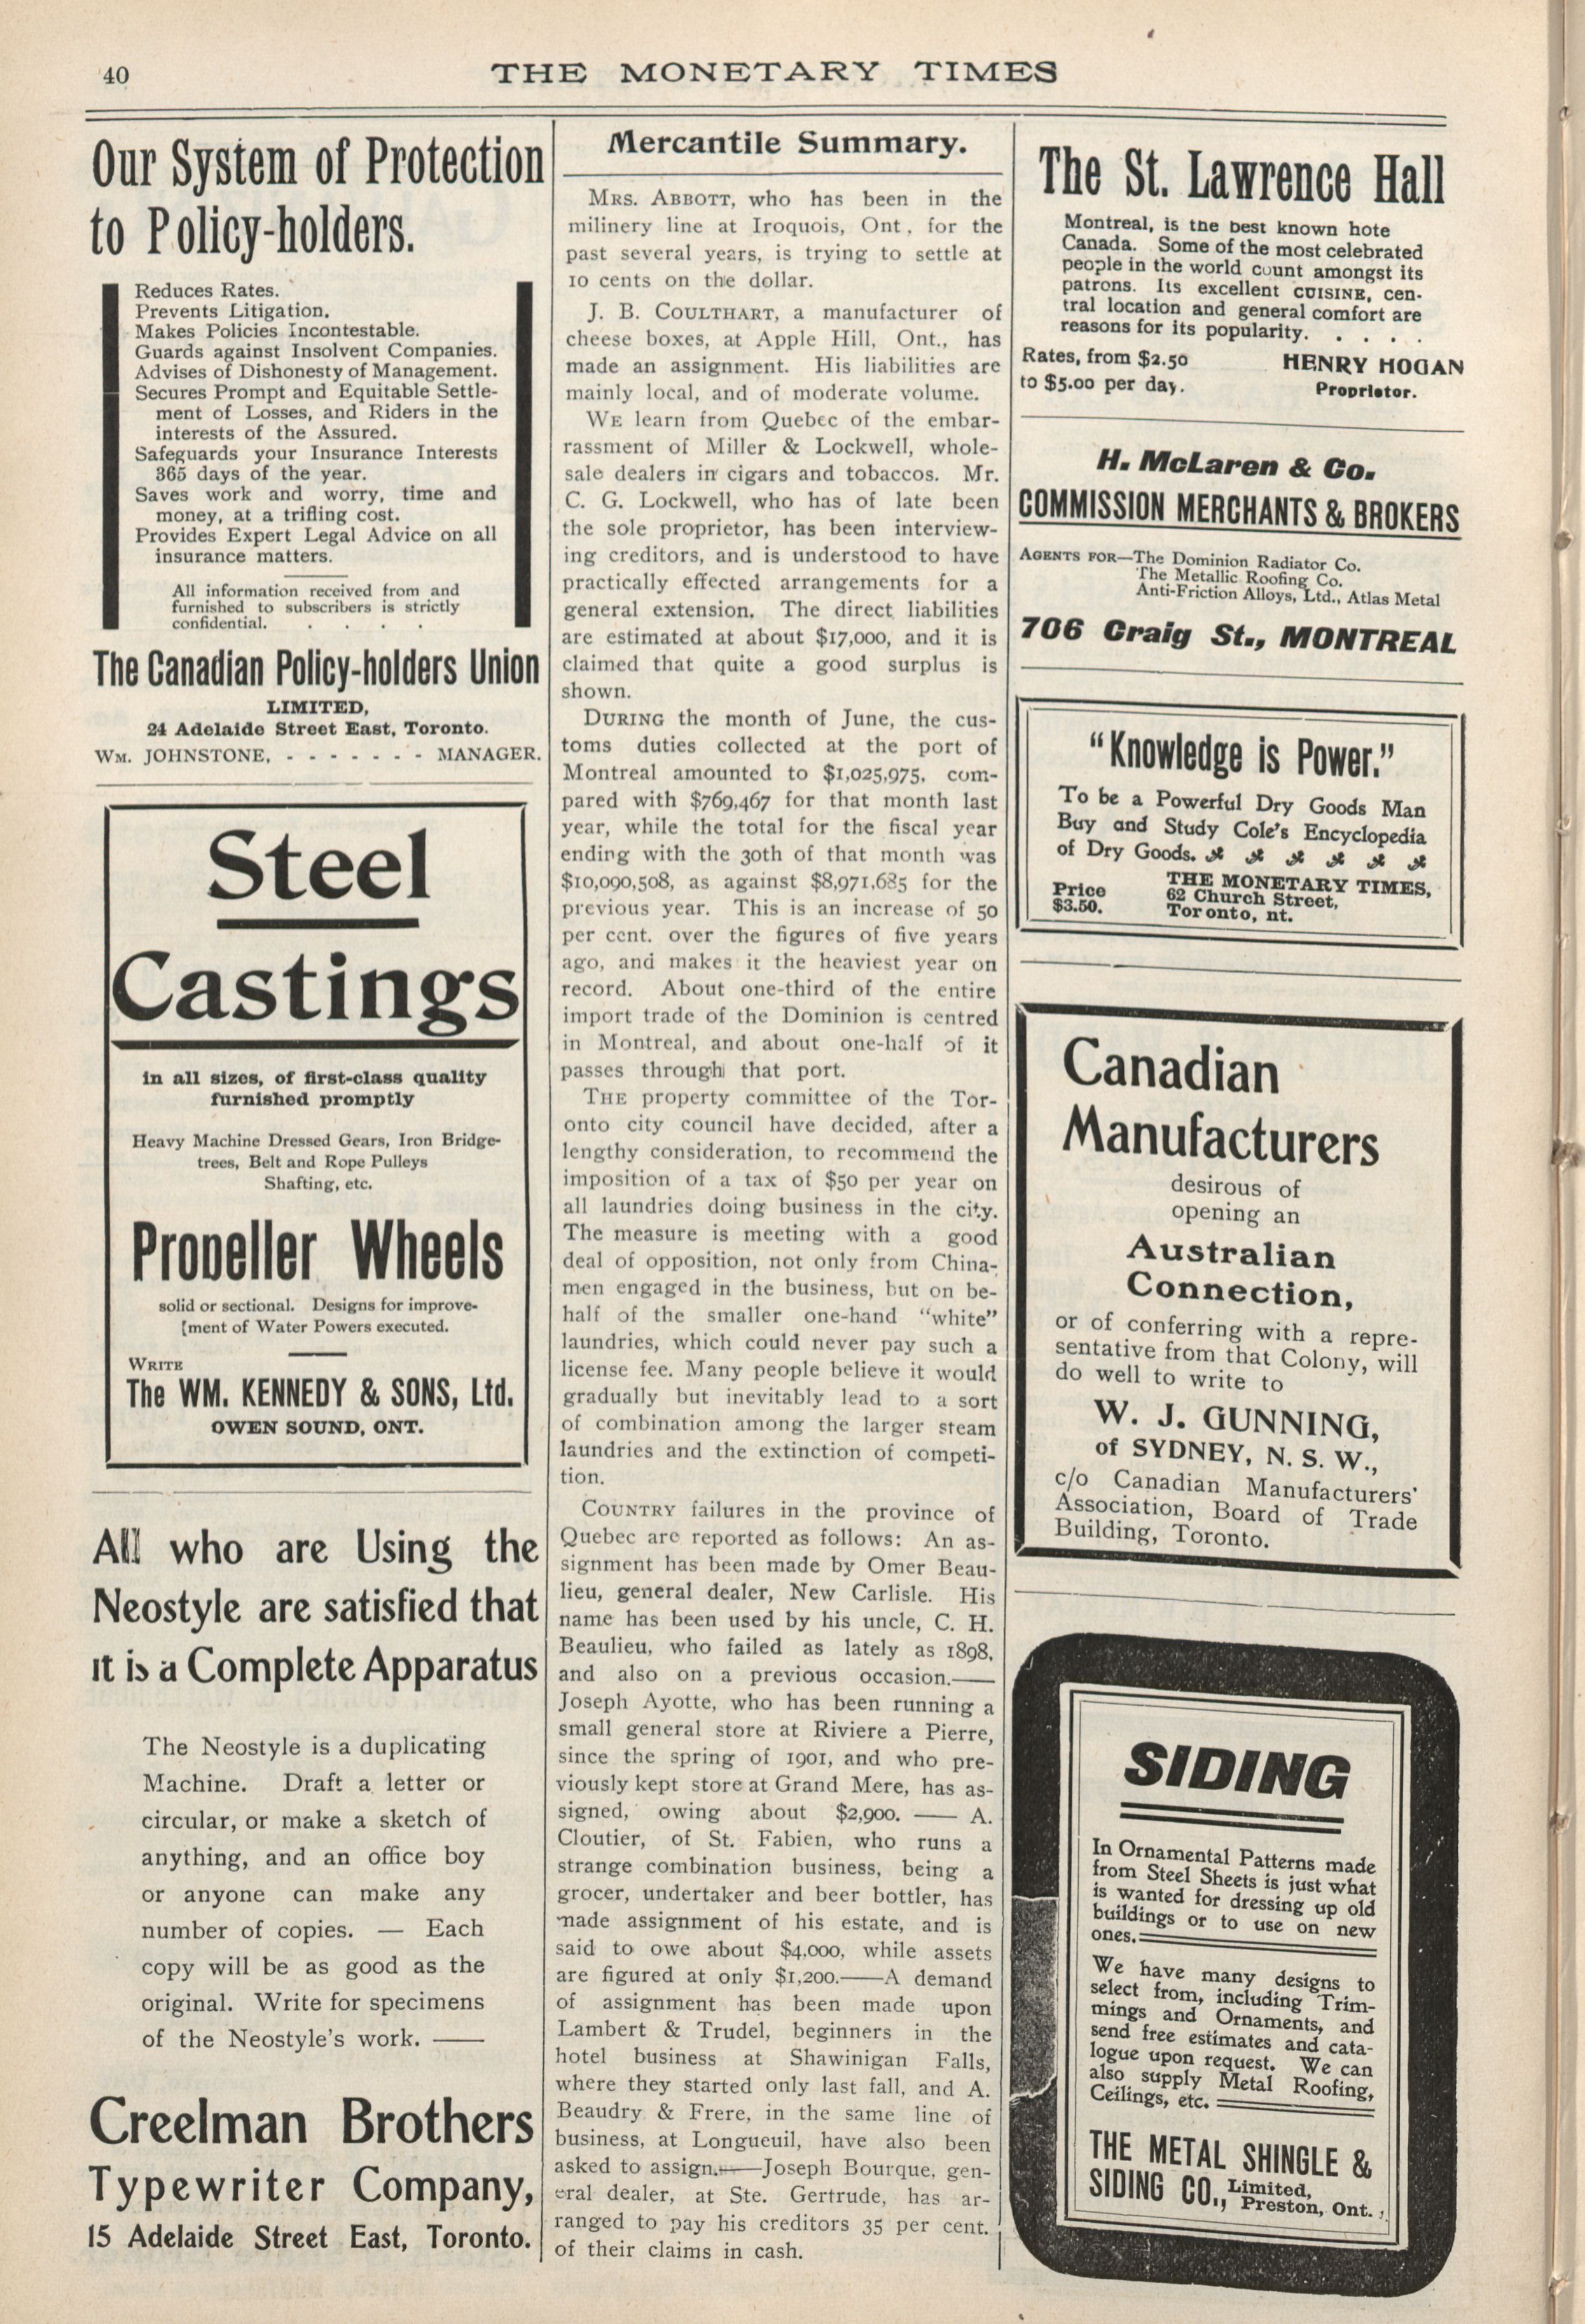 40
THE MONETARY TIMES
Our System of Protection
to Policy-holders.
Reduces Rates.
Prevents Litigation.
Makes Policies Incontestable.
Guards against Insolvent Companies.
Advises of Dishonesty of Management.
Secures Prompt and Equitable Settle-
ment of Losses, and Riders in the
interests of the Assured.
Safeguards your Insurance Interests
365 days of the year.
Saves work and worry, time and
money, at a trifling cost.
Provides Expert Legal Advice on all
insurance matters.
All information received from and
furnished to subscribers is strictly
confidential. . . . .
The Canadian Policy-holders Union
LIMITED,
24 Adelaide Street East, Toronto.
WM. JOHNSTONE, - - - - - - - MANAGER.
Steel
Castings
in all sizes, of first-class quality
furnished promptly
Heavy Machine Dressed Gears, Iron Bridge-
trees, Belt and Rope Pulleys
Shafting, etc.
Propeller Wheels
solid or sectional. Designs for improve-
[ment of Water Powers executed.
WRITE
The WM. KENNEDY & SONS, Ltd.
OWEN SOUND, ONT.
All who are Using the
Neostyle are satisfied that
it is a Complete Apparatus
The Neostyle is a duplicating
Machine. Draft a letter or
circular, or make a sketch of
anything, and an office boy
or anyone can make any
number of copies. — Each
copy will be as good as the
original. Write for specimens
of the Neostyle's work. ——
Creelman Brothers
Typewriter Company,
15 Adelaide Street East, Toronto.
Mercantile Summary.
MRS. ABBOTT, who has been in the
milinery line at Iroquois, Ont, for the
past several years, is trying to settle at
10 cents on the dollar.
J. B. COULTHART, a manufacturer of
cheese boxes, at Apple Hill, Ont., has
made an assignment. His liabilities are
mainly local, and of moderate volume.
WE learn from Quebec of the embar-
rassment of Miller & Lockwell, whole-
sale dealers in cigars and tobaccos. Mr.
C. G. Lockwell, who has of late been
the sole proprietor, has been interview-
ing creditors, and is understood to have
practically effected arrangements for a
general extension. The direct liabilities
are estimated at about $17,000, and it is
claimed that quite a good surplus is
shown.
DURING the month of June, the cus-
toms duties collected at the port of
Montreal amounted to $1,025,975, com-
pared with $769,467 for that month last
year, while the total for the fiscal year
ending with the 30th of that month was
$10,090,508, as against $8,971,685 for the
previous year. This is an increase of 50
per cent. over the figures of five years
ago, and makes it the heaviest year on
record. About one-third of the entire
import trade of the Dominion is centred
in Montreal, and about one-half of it
passes through that port.
THE property committee of the Tor-
onto city council have decided, after a
lengthy consideration, to recommend the
imposition of a tax of $50 per year on
all laundries doing business in the city.
The measure is meeting with a good
deal of opposition, not only from China-
men engaged in the business, but on be-
half of the smaller one-hand "white"
laundries, which could never pay such a
license fee. Many people believe it would
gradually but inevitably lead to a sort
of combination among the larger steam
laundries and the extinction of competi-
tion.
COUNTRY failures in the province of
Quebec are reported as follows: An as-
signment has been made by Omer Beau-
lieu, general dealer, New Carlisle. His
name has been used by his uncle, C. H.
Beaulieu, who failed as lately as 1898,
and also on a previous occasion.——
Joseph Ayotte, who has been running a
small general store at Riviere a Pierre,
since the spring of 1901, and who pre-
viously kept store at Grand Mere, has as-
signed, owing about $2,900. —— A.
Cloutier, of St. Fabien, who runs a
strange combination business, being a
grocer, undertaker and beer bottler, has
made assignment of his estate, and is
said to owe about $4,000, while assets
are figured at only $1,200.——A demand
of assignment has been made upon
Lambert & Trudel, beginners in the
hotel business at Shawinigan Falls,
where they started only last fall, and A.
Beaudry & Frere, in the same line of
business, at Longueuil, have also been
asked to assign.——Joseph Bourque, gen-
eral dealer, at Ste. Gertrude, has ar-
ranged to pay his creditors 35 per cent.
of their claims in cash.
The St. Lawrence Hall
Montreal, is the best known hote
Canada. Some of the most celebrated
people in the world count amongst its
patrons. Its excellent CUISINE, cen-
tral location and general comfort are
reasons for its popularity. . . . .
Rates, from $2.50
to $5.00 per day.
HENRY HOGAN
Proprietor.
H. McLaren & Co.
COMMISSION MERCHANTS & BROKERS
AGENTS FOR—The Dominion Radiator Co.
The Metallic Roofing Co.
Anti-Friction Alloys, Ltd., Atlas Metal
706 Craig St., MONTREAL
"Knowledge is Power."
To be a Powerful Dry Goods Man
Buy and Study Cole's Encyclopedia
of Dry Goods.
Price
$3.50.
THE MONETARY TIMES,
62 Church Street,
Toronto, nt.
Canadian
Manufacturers
desirous of
opening an
Australian
Connection,
or of conferring with a repre-
sentative from that Colony, will
do well to write to
W. J. GUNNING,
of SYDNEY, N. S. W.,
c/o Canadian Manufacturers'
Association, Board of Trade
Building, Toronto.
SIDING
In Ornamental Patterns made
from Steel Sheets is just what
is wanted for dressing up old
buildings or to use on new
ones.
We have many designs to
select from, including Trim-
mings and Ornaments, and
send free estimates and cata-
logue upon request. We can
also supply Metal Roofing,
Ceilings, etc.
THE METAL SHINGLE &
SIDING CO., Limited,
Preston, Ont.